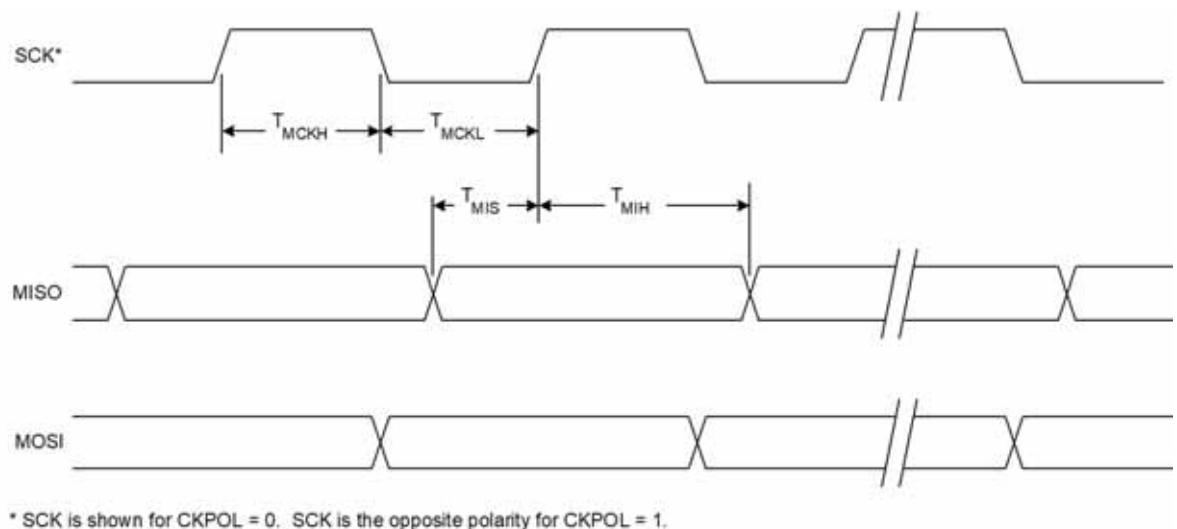 SCK*
TMCKH
TMCKL
TMIS
TMIH
MISO
MOSI
* SCK is shown for CKPOL = 0. SCK is the opposite polarity for CKPOL = 1.